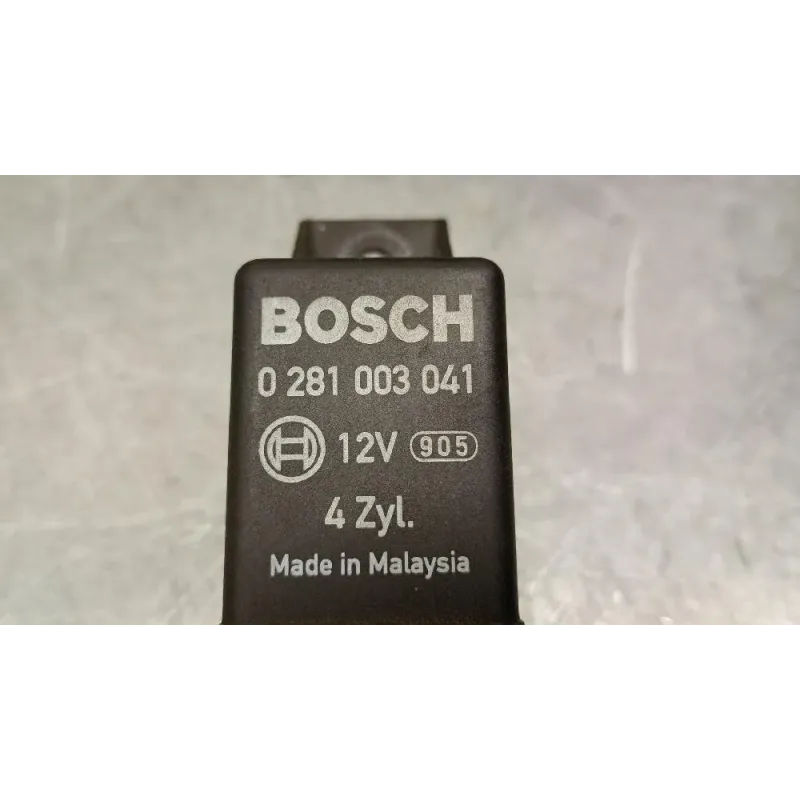 BOSCH
0 281 003 041
12V 905
4 Zyl.
Made in Malaysia